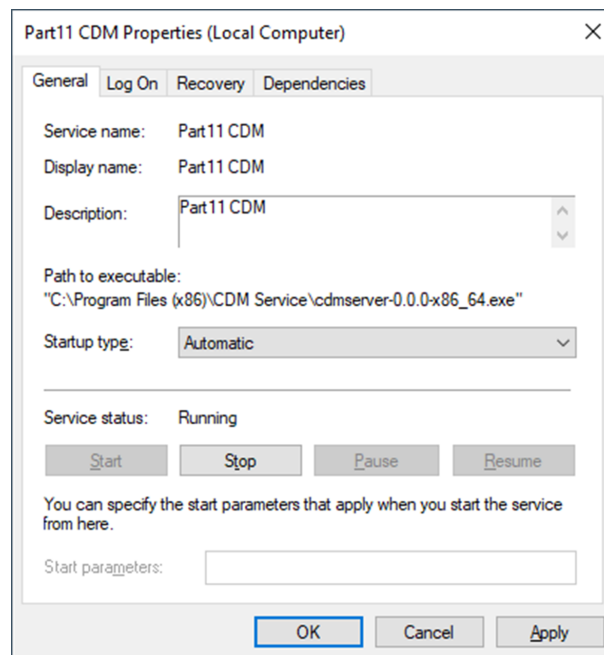 Part11 CDM Properties (Local Computer)
General Log On Recovery Dependencies
Service name: Part11 CDM
Display name: Part11 CDM
Description: Part11 CDM
Path to executable:
"C:\Program Files (x86)\CDM Service\cdmserver-0.0.0-x86_64.exe"
Startup type: Automatic
Service status: Running
Start Stop Pause Resume
You can specify the start parameters that apply when you start the service
from here.
Start parameters:
OK Cancel Apply